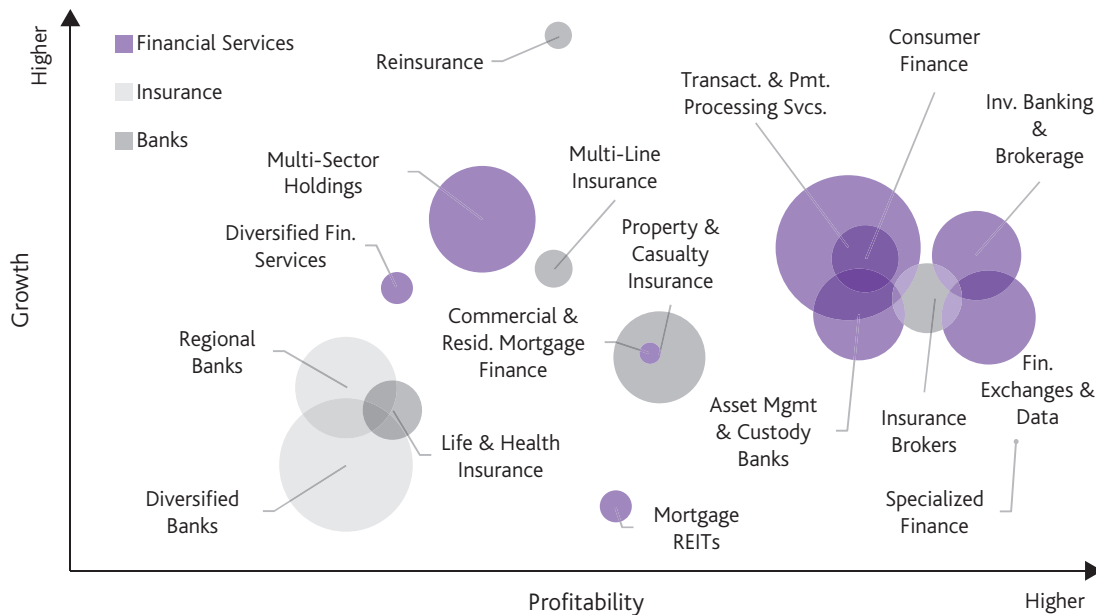 Higher
Growth
Financial Services
Insurance
Banks
Reinsurance
Consumer
Finance
Transact. & Pmt.
Processing Svcs.
Inv. Banking
&
Brokerage
Multi-Sector
Holdings
Multi-Line
Insurance
Diversified Fin.
Services
Property &
Casualty
Insurance
Commercial &
Resid. Mortgage
Finance
Regional
Banks
Life & Health
Insurance
Diversified
Banks
Asset Mgmt
& Custody
Banks
Insurance
Brokers
Fin.
Exchanges &
Data
Specialized
Finance
Mortgage
REITs
Profitability
Higher